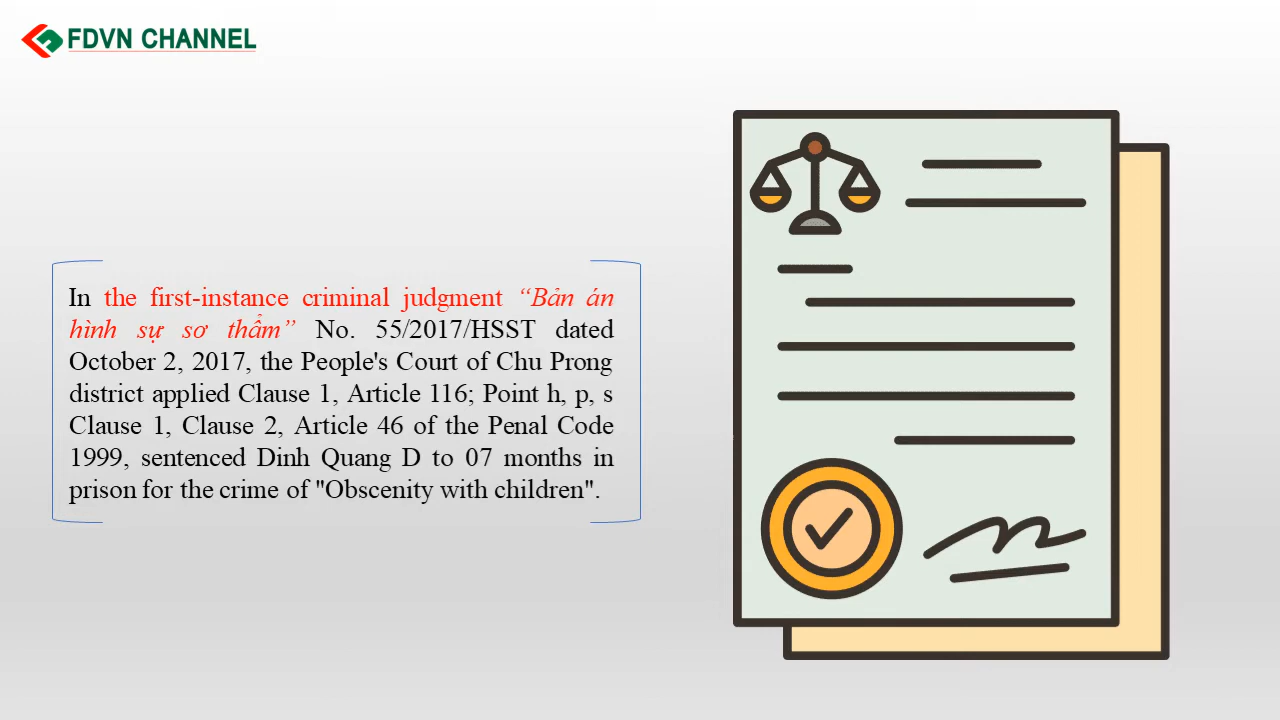 FDVN CHANNEL
In the first-instance criminal judgment “Bản án
hình sự sơ thẩm” No. 55/2017/HSST dated
October 2, 2017, the People's Court of Chu Prong
district applied Clause 1, Article 116; Point h, p, s
Clause 1, Clause 2, Article 46 of the Penal Code
1999, sentenced Dinh Quang D to 07 months in
prison for the crime of "Obscenity with children".